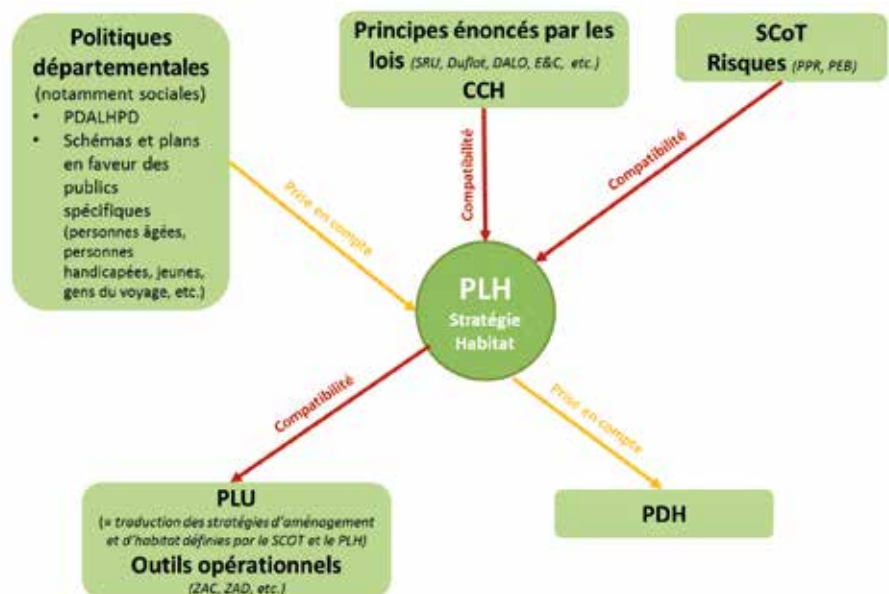 Politiques
départementales
(notamment sociales)
• PDALHPD
• Schémas et plans
en faveur des
publics
spécifiques
(personnes âgées,
personnes
handicapées, jeunes,
gens du voyage, etc.)
Principes énoncés par les
lois (SRU, Duflot, DALO, E&C, etc.)
CCH
SCoT
Risques (PPR, PEB)
Prise en compte
Compatibilité
Compatibilité
PLH
Stratégie
Habitat
Compatibilité
Prise en compte
PLU
(= traduction des stratégies d'aménagement
et d'habitat définies par le SCOT et le PLH)
Outils opérationnels
(ZAC, ZAD, etc.)
PDH